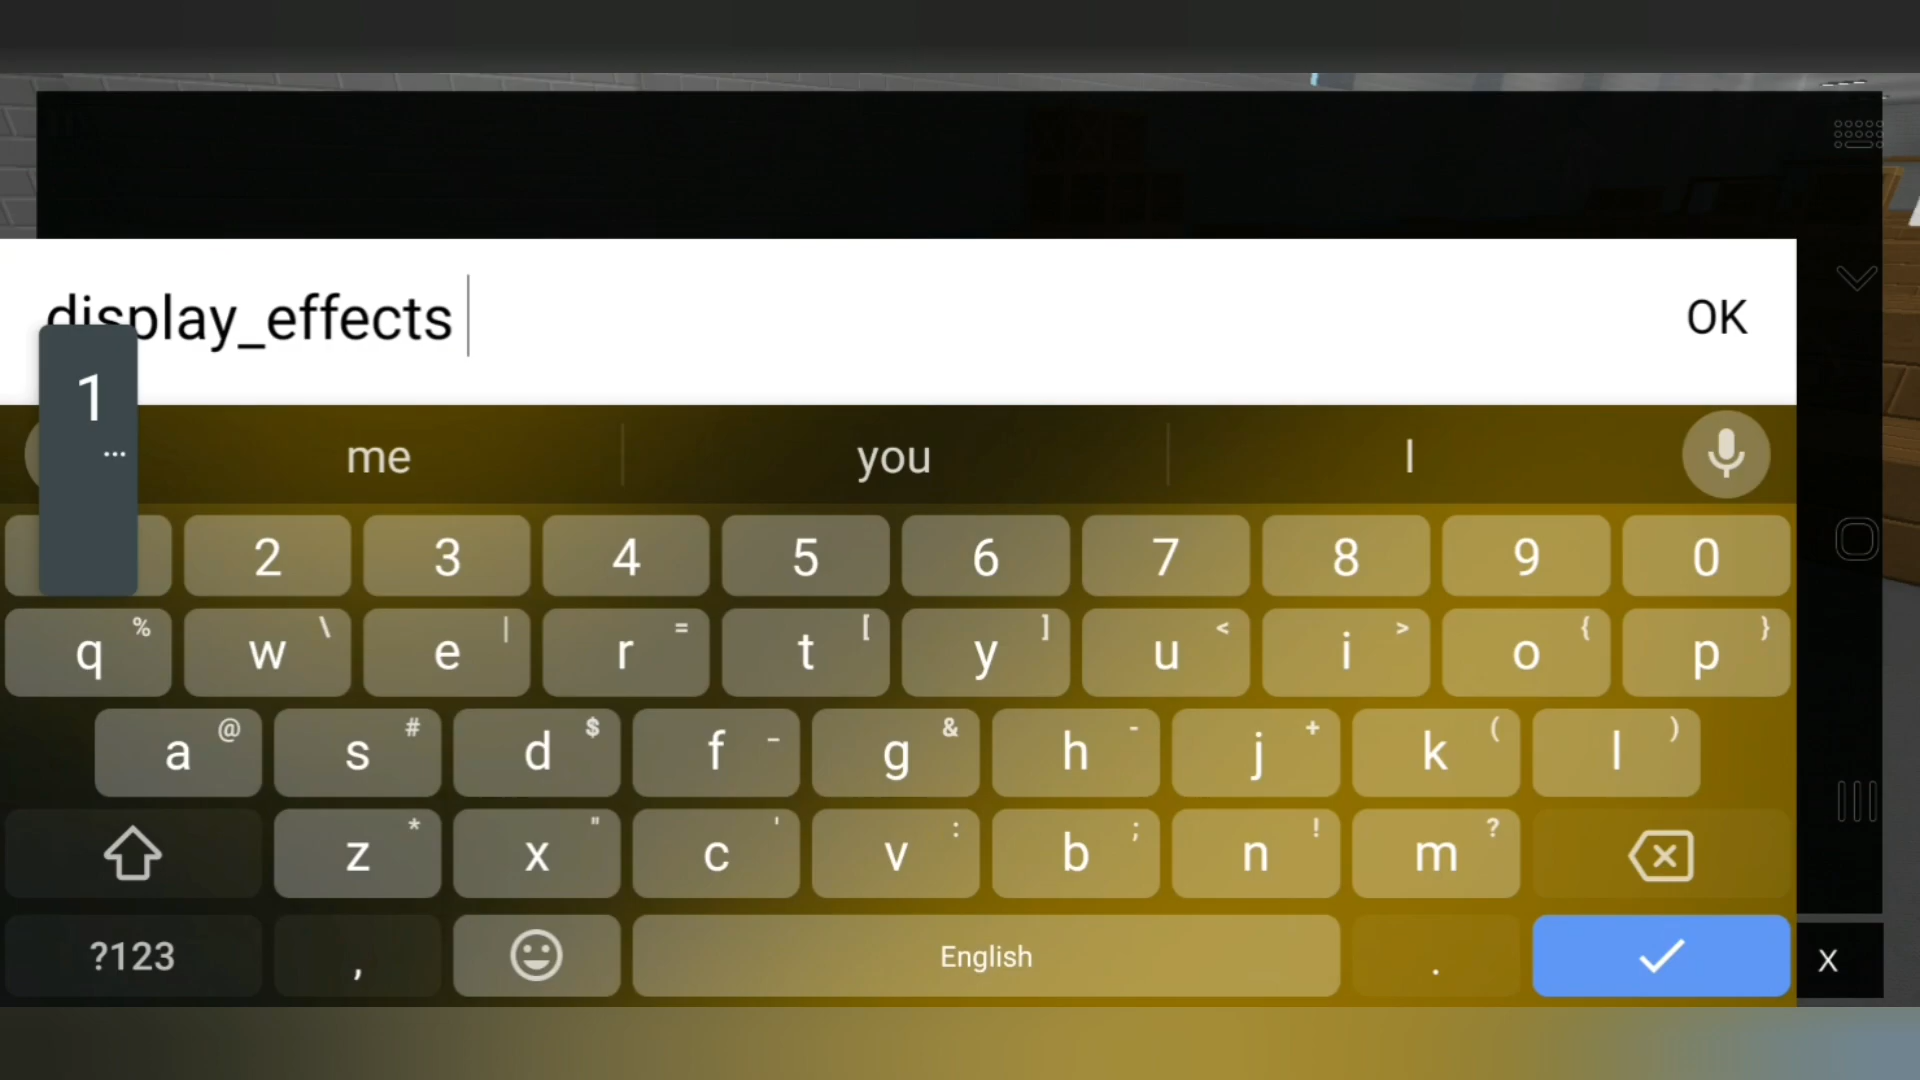 display_effects
OK
1
...
me you I
2 3 4 5 6 7 8 9 0
% \ | = [ ] < > { }
q w e r t y u i o p
@ # $ _ & - + ( )
a s d f g h j k l
* " ' : ; ! ?
z x c v b n m
?123 , English .
X